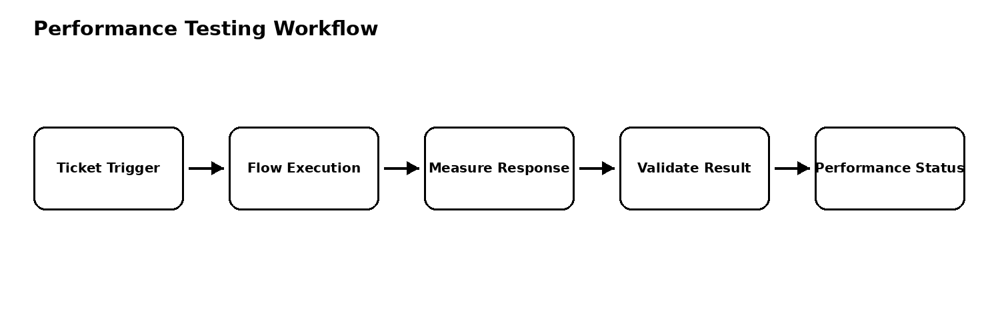 Performance Testing Workflow
Ticket Trigger
Flow Execution
Measure Response
Validate Result
Performance Status